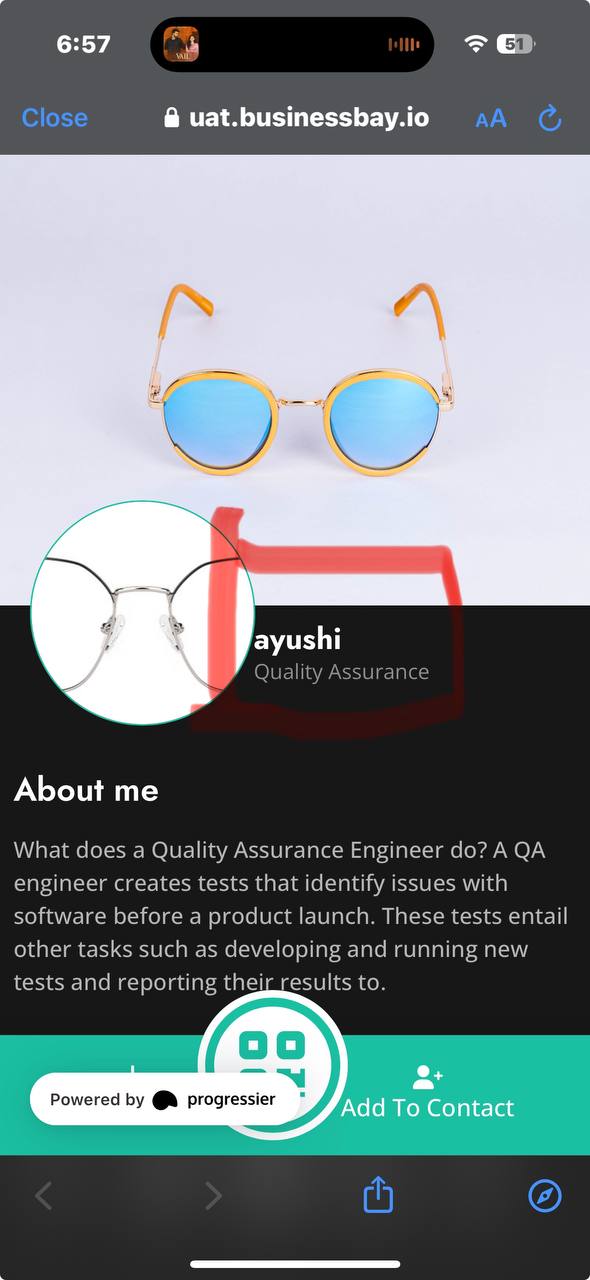 6:57
51
Close
uat.businessbay.io
AA
ayushi
Quality Assurance
About me
What does a Quality Assurance Engineer do? A QA
engineer creates tests that identify issues with
software before a product launch. These tests entail
other tasks such as developing and running new
tests and reporting their results to.
Powered by progressier
Add To Contact